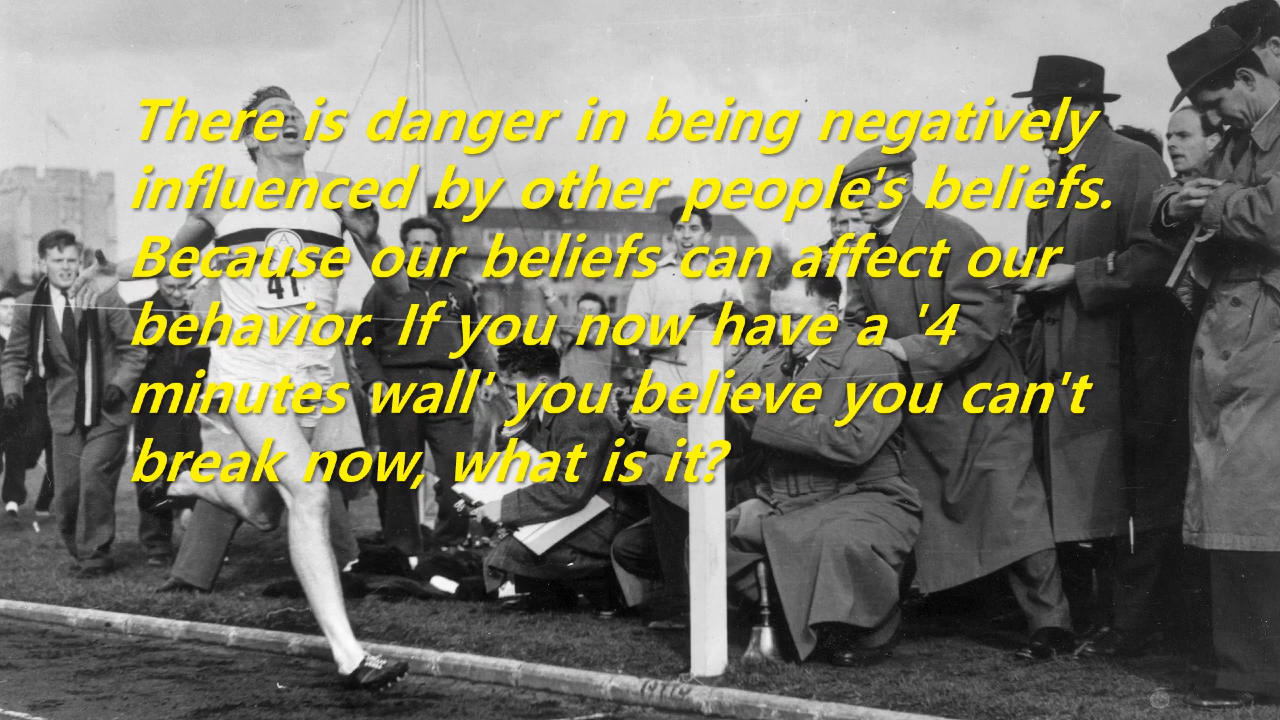 There is danger in being negatively
influenced by other people's beliefs.
Because our beliefs can affect our
behavior. If you now have a '4
minutes wall' you believe you can't
break now, what is it?
A
41